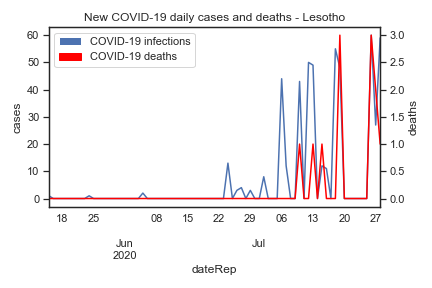 New COVID-19 daily cases and deaths - Lesotho
COVID-19 infections
COVID-19 deaths
60
50
40
30
20
10
0
cases
3.0
2.5
2.0
1.5
1.0
0.5
0.0
deaths
18 25 08 15 22 29 06 13 20 27
Jun Jul
2020
dateRep